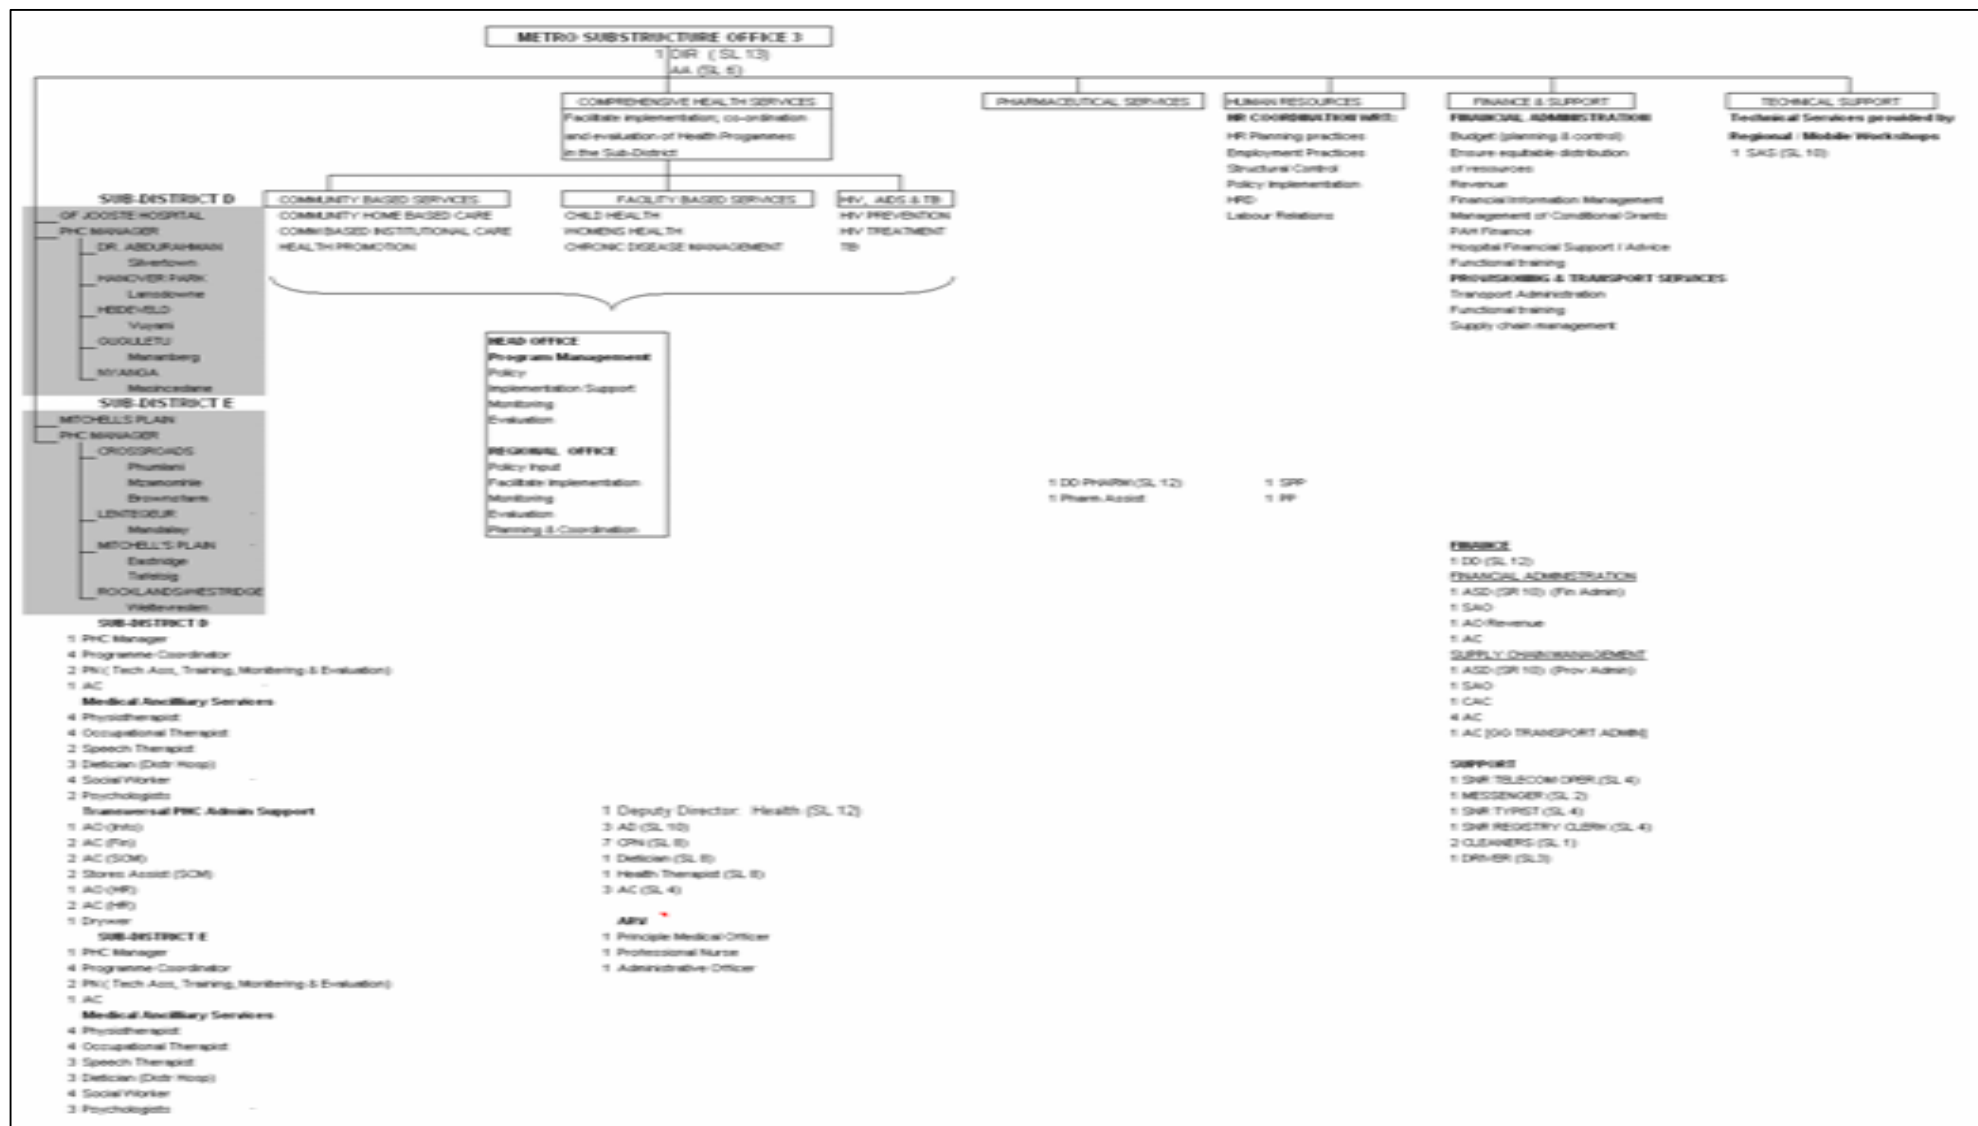 METRO SUBSTRUCTURE OFFICE 3
1 DIR (SL 13)
AA (SL 5)
COMPREHENSIVE HEALTH SERVICES
Facilitate implementation, co-ordination
and evaluation of Health Progammes
in the Sub-District
PHARMACEUTICAL SERVICES
HUMAN RESOURCES
HR COORDINATION WRT:
HR Planning practices
Employment Practices
Structural Control
Policy Implementation
HRD
Labour Relations
FINANCE & SUPPORT
FINANCIAL ADMINISTRATION
Budget (planning & control)
Ensure equitable distribution
of resources
Revenue
Financial Information Management
Management of Conditional Grants
PAH Finance
Hospital Financial Support / Advice
Functional training
PROVISIONING & TRANSPORT SERVICES
Transport Administration
Functional training
Supply chain management
TECHNICAL SUPPORT
Technical Services provided by
Regional / Mobile Workshops
1 SAS (SL 10)
COMMUNITY BASED SERVICES
COMMUNITY HOME BASED CARE
COMM BASED INSTITUTIONAL CARE
HEALTH PROMOTION
FACILITY BASED SERVICES
CHILD HEALTH
WOMENS HEALTH
CHRONIC DISEASE MANAGEMENT
HIV, AIDS & TB
HIV PREVENTION
HIV TREATMENT
TB
SUB-DISTRICT D
GF JOOSTE HOSPITAL
PHC MANAGER
DR. ABDURAHMAN
Silvertown
HANOVER PARK
Lansdowne
HEIDEVELD
Vuyani
GUGULETU
Manenberg
NYANGA
Masincedane
SUB-DISTRICT E
MITCHELLS PLAIN
PHC MANAGER
CROSSROADS
Phumlani
Mzamomhle
Brownsfarm
LENTEGEUR
Mandalay
MITCHELL'S PLAIN
Eastridge
Tafelsig
ROCKLANDS/WESTRIDGE
Weltevreden
HEAD OFFICE
Program Management
Policy
Implementation Support
Monitoring
Evaluation
REGIONAL OFFICE
Policy Input
Facilitate Implementation
Monitoring
Evaluation
Planning & Coordination
1 DD PHARM (SL 12)
1 Pharm Assist
1 SPP
1 PP
FINANCE
1 DD (SL 12)
FINANCIAL ADMINISTRATION
1 ASD (SR 10) (Fin Admin)
1 SAO
1 AO Revenue
1 AC
SUPPLY CHAIN MANAGEMENT
1 ASD (SR 10) (Prov Admin)
1 SAO
1 CAC
4 AC
1 AC [GG TRANSPORT ADMIN]
SUPPORT
1 SNR TELECOM OPER (SL 4)
1 MESSENGER (SL 2)
1 SNR TYPIST (SL 4)
1 SNR REGISTRY CLERK (SL 4)
2 CLEANERS (SL 1)
1 DRIVER (SL3)
SUB-DISTRICT D
1 PHC Manager
4 Programme Coordinator
2 PN ( Tech Ass, Training, Monitering & Evaluation)
1 AC
Medical Ancilliary Services
4 Physiotherapist
4 Occupational Therapist
2 Speech Therapist
3 Dietician (Distr Hosp)
4 Social Worker
2 Psychologists
Transversal PHC Admin Support
1 AO (Info)
2 AC (Fin)
2 AC (SCM)
2 Stores Assist (SCM)
1 AO (HR)
2 AC (HR)
1 Drywer
SUB-DISTRICT E
1 PHC Manager
4 Programme Coordinator
2 PN ( Tech Ass, Training, Monitering & Evaluation)
1 AC
Medical Ancilliary Services
4 Physiotherapist
4 Occupational Therapist
3 Speech Therapist
3 Dietician (Distr Hosp)
4 Social Worker
3 Psychologists
1 Deputy Director: Health (SL 12)
3 AD (SL 10)
7 CPN (SL 8)
1 Dietician (SL 8)
1 Health Therapist (SL 8)
3 AC (SL 4)
ARV
1 Principle Medical Officer
1 Professional Nurse
1 Administrative Officer